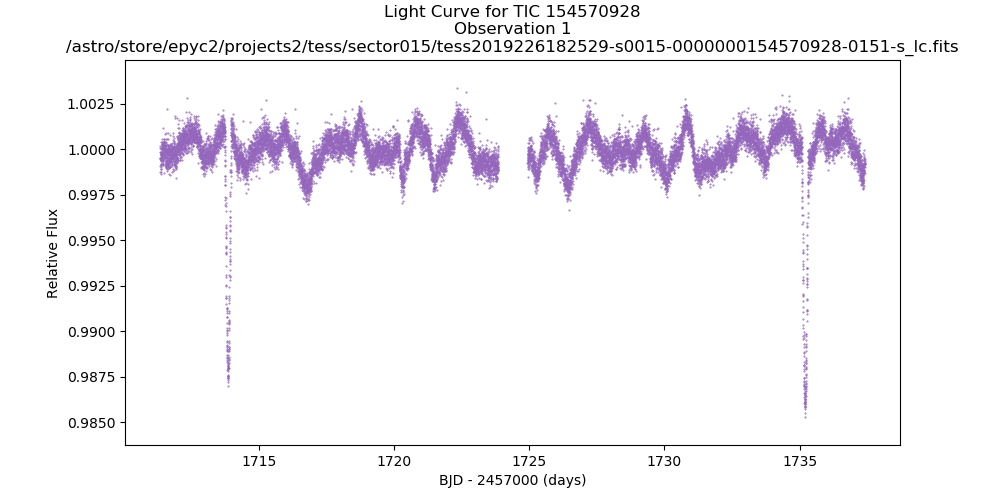 Light Curve for TIC 154570928
Observation 1
/astro/store/epyc2/projects2/tess/sector015/tess2019226182529-s0015-0000000154570928-0151-s_lc.fits
1.0025
1.0000
0.9975
0.9950
0.9925
0.9900
0.9875
0.9850
Relative Flux
1715
1720
1725
1730
1735
BJD - 2457000 (days)